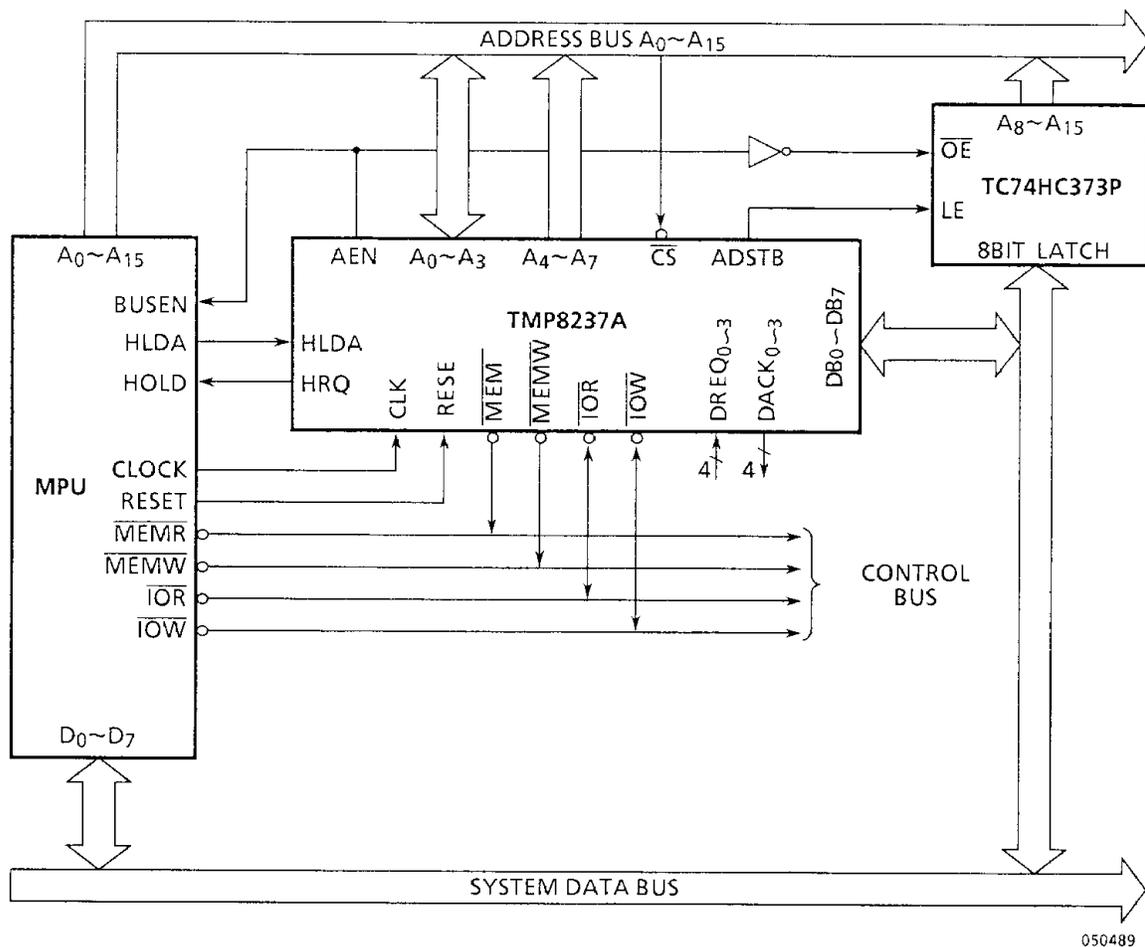 ADDRESS BUS A0~A15
A8~A15
OE
TC74HC373P
LE
8BIT LATCH
A0~A15
AEN
A0~A3
A4~A7
CS
ADSTB
BUSEN
TMP8237A
HLDA
HLDA
HOLD
HRQ
CLK
RESE
MEM
MEMW
IOR
IOW
DREQ0~3
DACK0~3
DB0~DB7
4
4
CLOCK
MPU
RESET
MEMR
MEMW
IOR
IOW
CONTROL
BUS
D0~D7
SYSTEM DATA BUS
050489